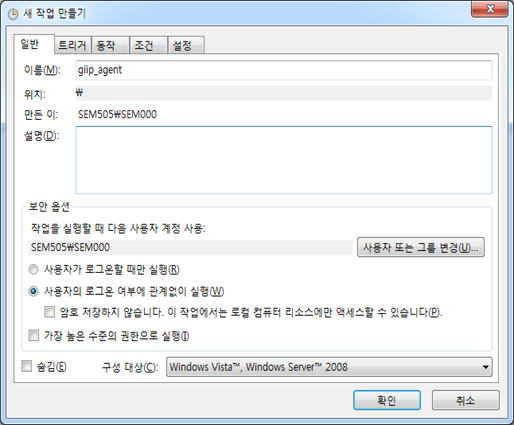 새 작업 만들기
일반 트리거 동작 조건 설정
이름(M): giip_agent
위치: ₩
만든 이: SEM505₩SEM000
설명(D):
보안 옵션
작업을 실행할 때 다음 사용자 계정 사용:
SEM505₩SEM000 사용자 또는 그룹 변경(U)...
사용자가 로그온할 때만 실행(R)
사용자의 로그온 여부에 관계없이 실행(W)
암호 저장하지 않습니다. 이 작업에서는 로컬 컴퓨터 리소스에만 액세스할 수 있습니다(P).
가장 높은 수준의 권한으로 실행(I)
숨김(E) 구성 대상(C): Windows Vista™, Windows Server™ 2008
확인 취소